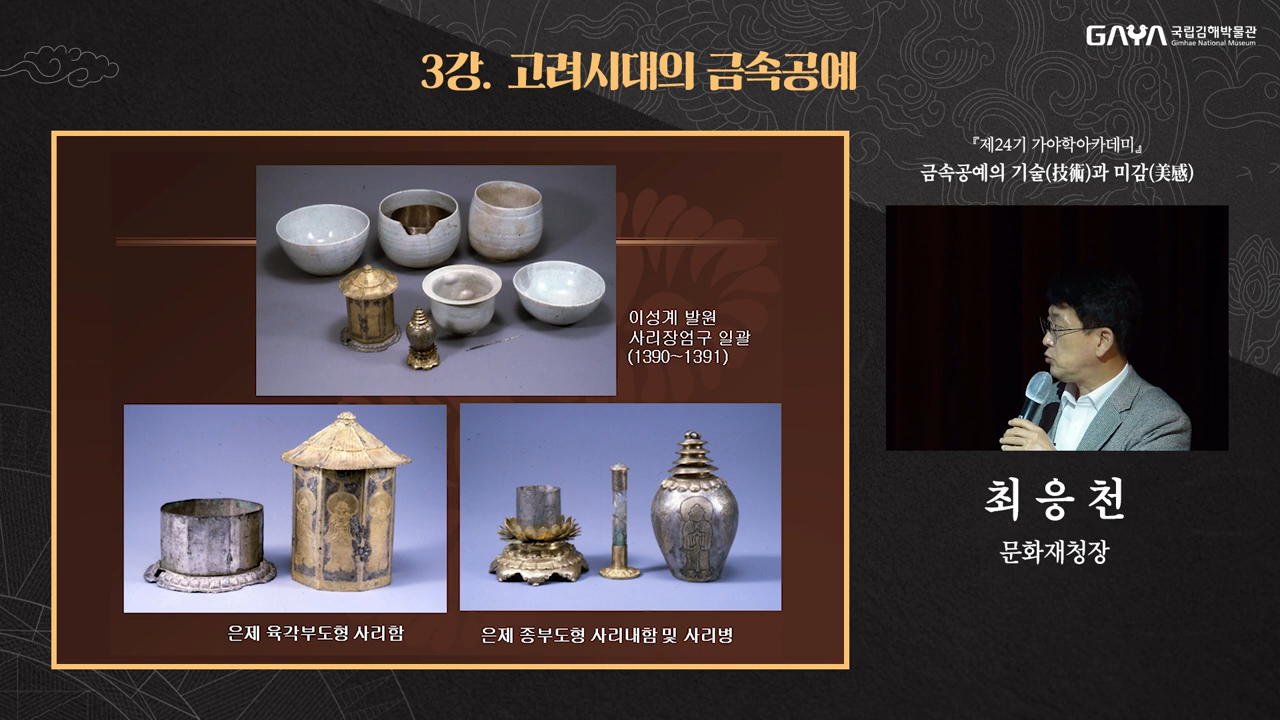 GAYA 국립김해박물관
Gimhae National Museum
3강. 고려시대의 금속공예
『제24기 가야학아카데미』
금속공예의 기술(技術)과 미감(美感)
이성계 발원
사리장엄구 일괄
(1390~1391)
은제 육각부도형 사리함
은제 종부도형 사리내함 및 사리병
최응천
문화재청장